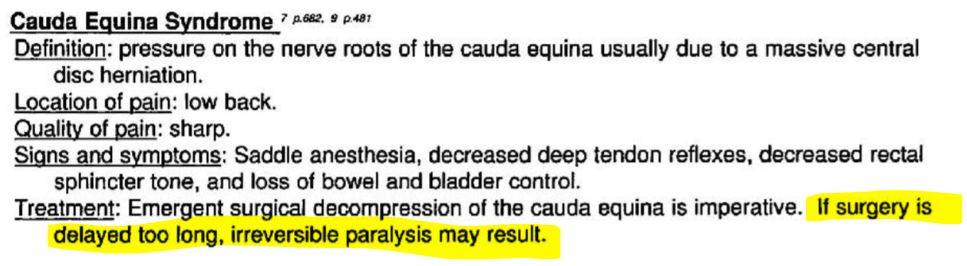 Cauda Equina Syndrome 7 p.682, 9 p.481
Definition: pressure on the nerve roots of the cauda equina usually due to a massive central
disc herniation.
Location of pain: low back.
Quality of pain: sharp.
Signs and symptoms: Saddle anesthesia, decreased deep tendon reflexes, decreased rectal
sphincter tone, and loss of bowel and bladder control.
Treatment: Emergent surgical decompression of the cauda equina is imperative. If surgery is
delayed too long, irreversible paralysis may result.